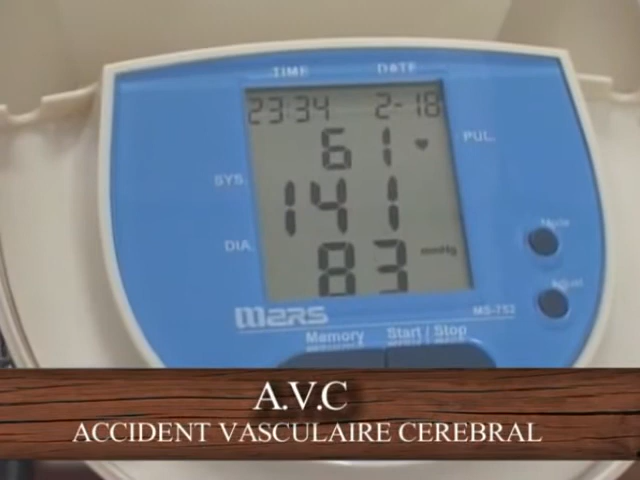 TIME DATE
23:34 2-18
61 PUL.
SYS. 141
DIA. 83 mmHg
Mode
Adjust
MARS MS-752
Memory Start / Stop
A.V.C
ACCIDENT VASCULAIRE CEREBRAL